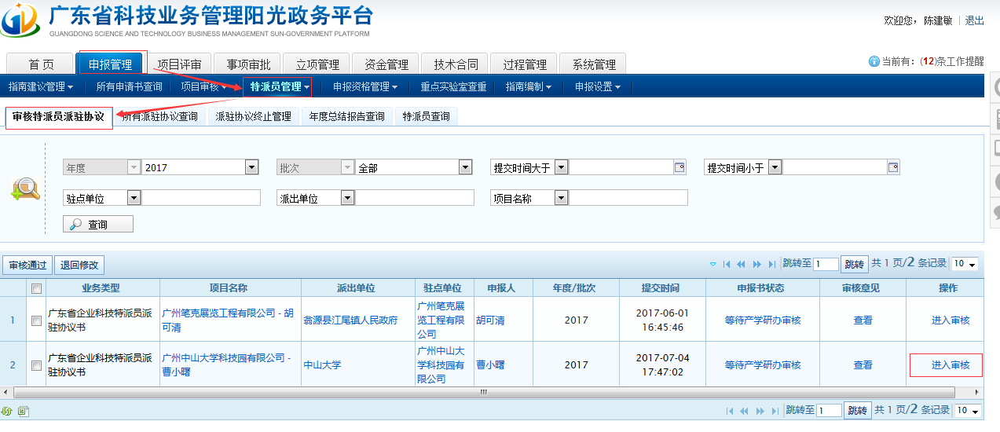 广东省科技业务管理阳光政务平台
GUANGDONG SCIENCE AND TECHNOLOGY BUSINESS MANAGEMENT SUN-GOVERNMENT PLATFORM
欢迎您，陈建敏 | 退出
首 页 申报管理 项目评审 事项审批 立项管理 资金管理 技术合同 过程管理 系统管理
当前有：(12)条工作提醒
指南建议管理 所有申请书查询 项目审核 特派员管理 申报资格管理 重点实验室查重 指南编制 申报设置
审核特派员派驻协议 所有派驻协议查询 派驻协议终止管理 年度总结报告查询 特派员查询
年度 2017 批次 全部 提交时间大于 提交时间小于
驻点单位 派出单位 项目名称
查询
审核通过 退回修改 跳转至 1 跳转 共 1 页/2 条记录 10
业务类型 项目名称 派出单位 驻点单位 申报人 年度/批次 提交时间 申报书状态 审核意见 操作
1 广东省企业科技特派员派驻协议书 广州笔克展览工程有限公司 - 胡可清 翁源县江尾镇人民政府 广州笔克展览工程有限公司 胡可清 2017 2017-06-01 16:45:46 等待产学研办审核 查看 进入审核
2 广东省企业科技特派员派驻协议书 广州中山大学科技园有限公司 - 曹小曙 中山大学 广州中山大学科技园有限公司 曹小曙 2017 2017-07-04 17:47:02 等待产学研办审核 查看 进入审核
跳转至 1 跳转 共 1 页/2 条记录 10